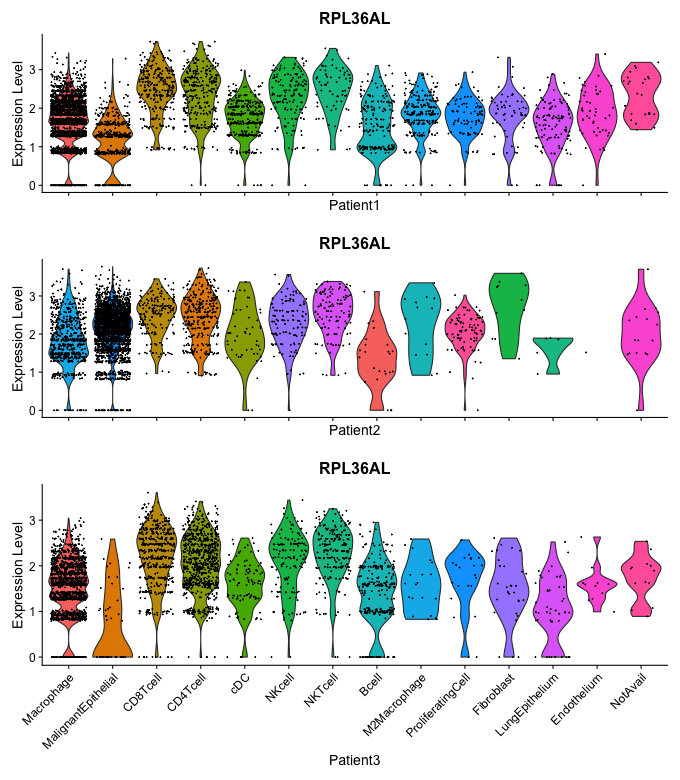 RPL36AL
Expression Level
3
2
1
0
Patient1
RPL36AL
Expression Level
3
2
1
0
Patient2
RPL36AL
Expression Level
3
2
1
0
Macrophage
MalignantEpithelial
CD8Tcell
CD4Tcell
cDC
NKcell
NKTcell
Bcell
M2Macrophage
ProliferatingCell
Fibroblast
LungEpithelium
Endothelium
NotAvail
Patient3